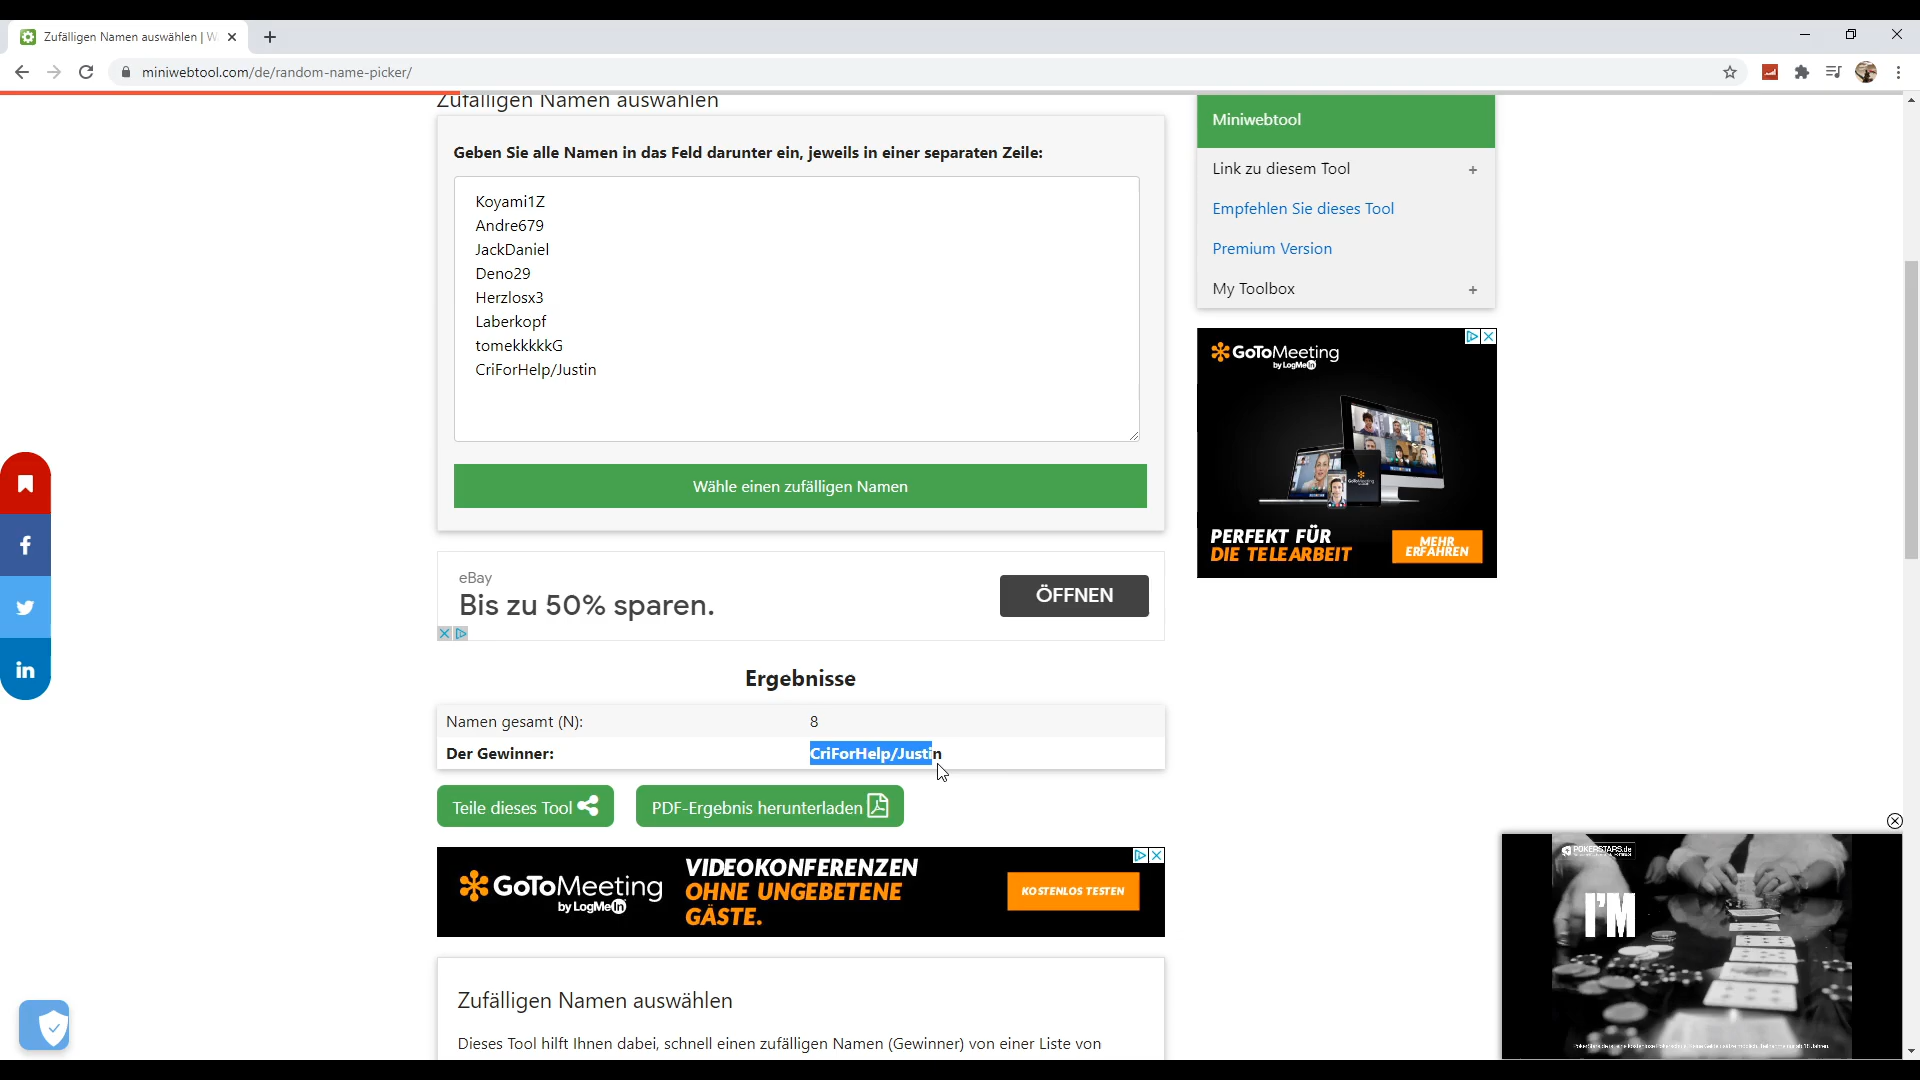 Zufälligen Namen auswählen | W
miniwebtool.com/de/random-name-picker/
Zufälligen Namen auswählen
Geben Sie alle Namen in das Feld darunter ein, jeweils in einer separaten Zeile:
Koyami1Z
Andre679
JackDaniel
Deno29
Herzlosx3
Laberkopf
tomekkkkkG
CriForHelp/Justin
Wähle einen zufälligen Namen
eBay
Bis zu 50% sparen.
ÖFFNEN
Ergebnisse
Namen gesamt (N): 8
Der Gewinner: CriForHelp/Justin
Teile dieses Tool
PDF-Ergebnis herunterladen
GoToMeeting
by LogMeIn
VIDEOKONFERENZEN
OHNE UNGEBETENE
GÄSTE.
KOSTENLOS TESTEN
Zufälligen Namen auswählen
Dieses Tool hilft Ihnen dabei, schnell einen zufälligen Namen (Gewinner) von einer Liste von
Miniwebtool
Link zu diesem Tool +
Empfehlen Sie dieses Tool
Premium Version
My Toolbox +
GoToMeeting
by LogMeIn
PERFEKT FÜR
DIE TELEARBEIT
MEHR
ERFAHREN
POKERSTARS.de
I'M